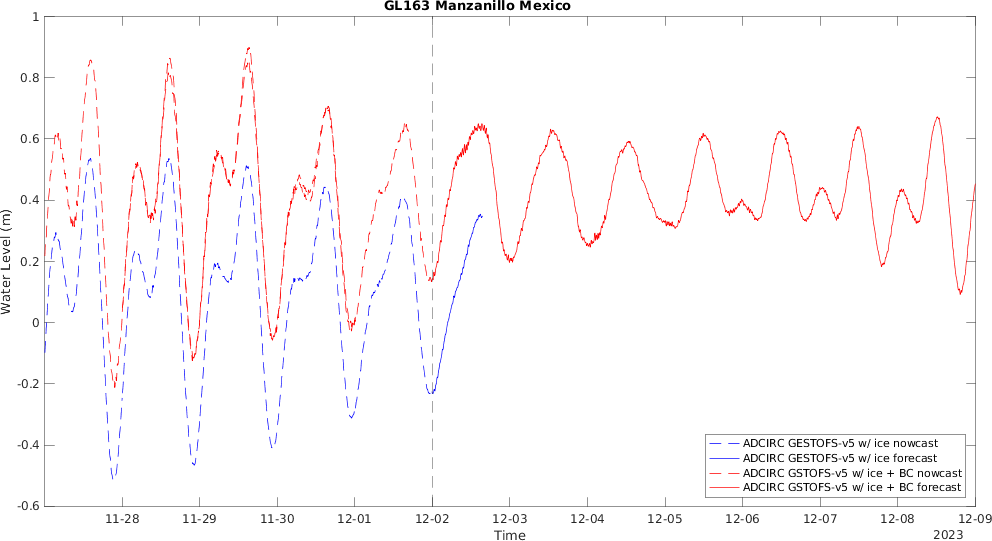 GL163 Manzanillo Mexico
1
0.8
0.6
0.4
0.2
0
-0.2
-0.4
-0.6
Water Level (m)
ADCIRC GESTOFS-v5 w/ ice nowcast
ADCIRC GESTOFS-v5 w/ ice forecast
ADCIRC GSTOFS-v5 w/ ice + BC nowcast
ADCIRC GSTOFS-v5 w/ ice + BC forecast
11-28 11-29 11-30 12-01 12-02 12-03 12-04 12-05 12-06 12-07 12-08 12-09
Time
2023